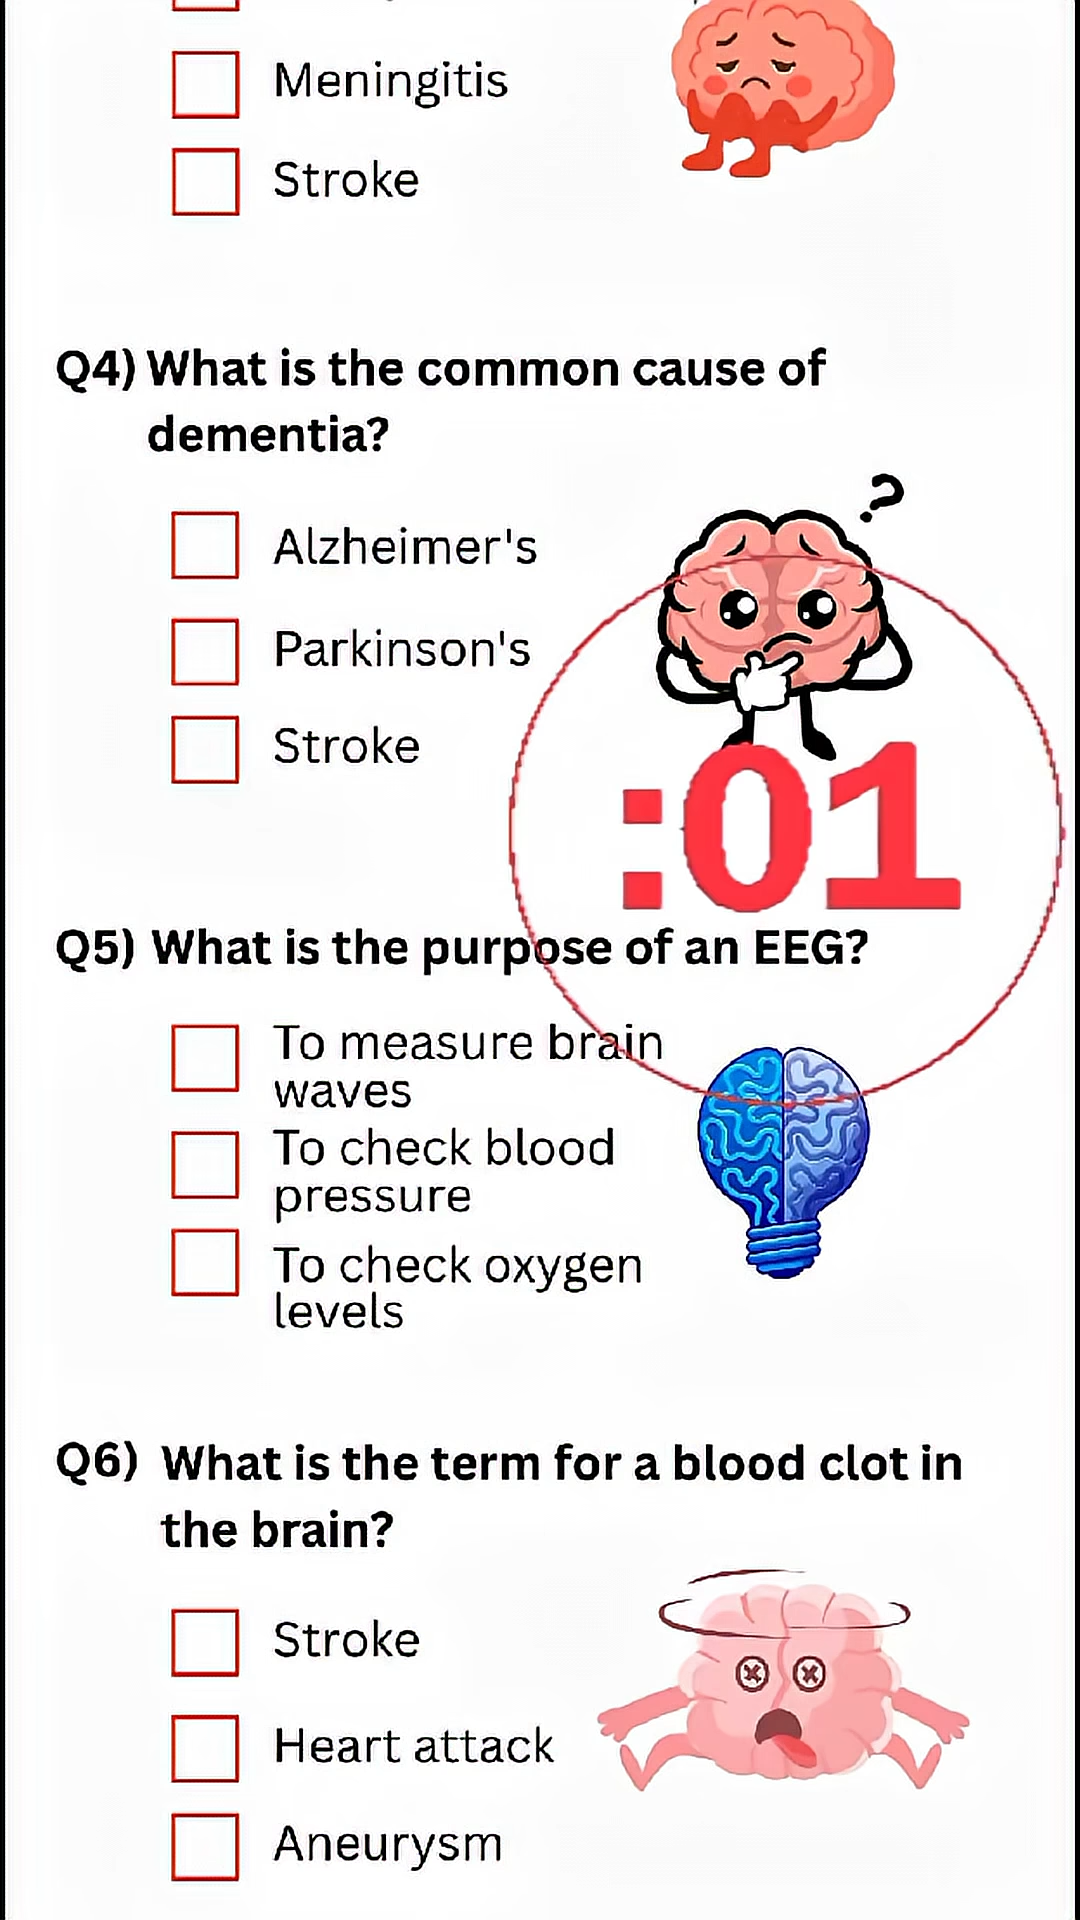 Meningitis
Stroke
Q4) What is the common cause of
dementia?
?
Alzheimer's
Parkinson's
Stroke
:01
Q5) What is the purpose of an EEG?
To measure brain
waves
To check blood
pressure
To check oxygen
levels
Q6) What is the term for a blood clot in
the brain?
Stroke
Heart attack
Aneurysm